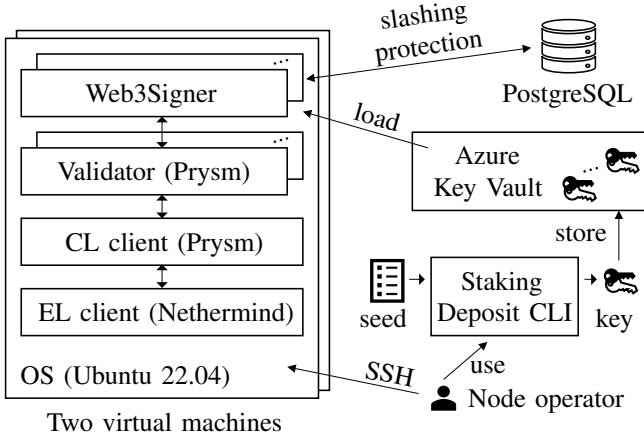 slashing
protection
...
Web3Signer
PostgreSQL
load
...
Validator (Prysm)
Azure
Key Vault
...
CL client (Prysm)
store
EL client (Nethermind)
seed
Staking
Deposit CLI
key
OS (Ubuntu 22.04)
SSH
use
Node operator
Two virtual machines